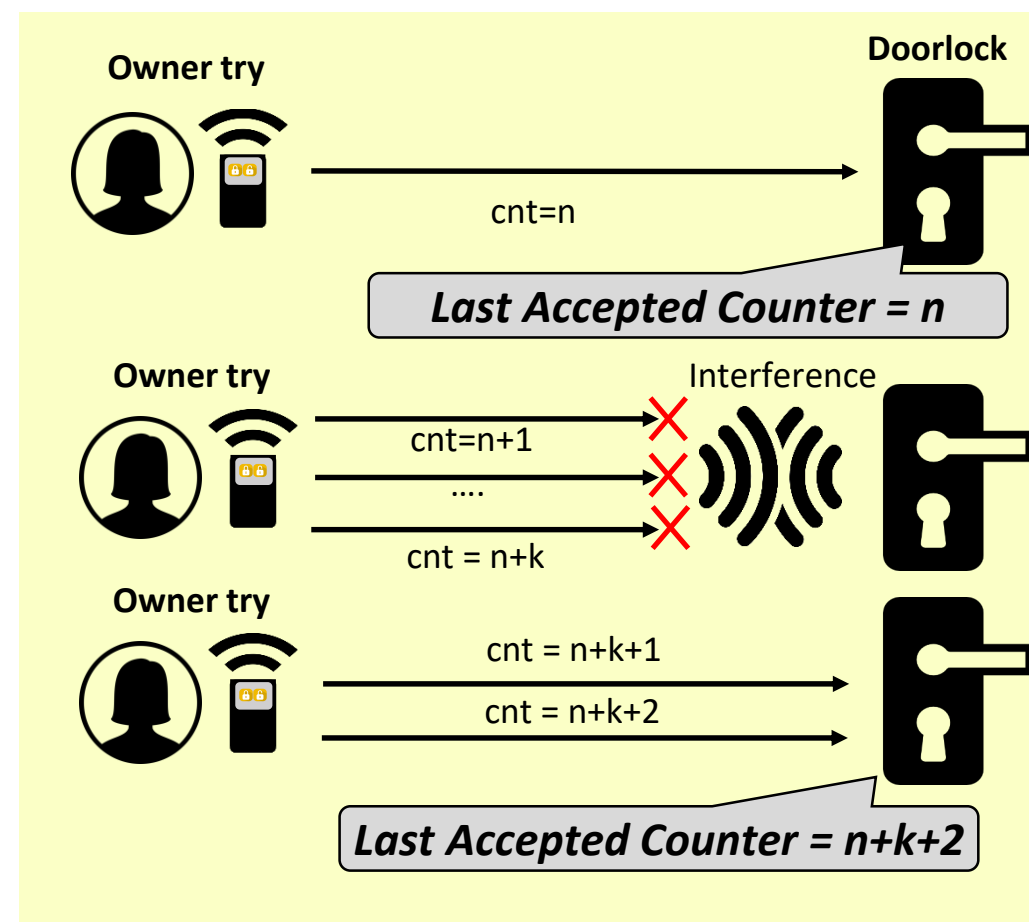 Doorlock
Owner try
cnt=n
Last Accepted Counter = n
Owner try
Interference
cnt=n+1
....
cnt = n+k
Owner try
cnt = n+k+1
cnt = n+k+2
Last Accepted Counter = n+k+2